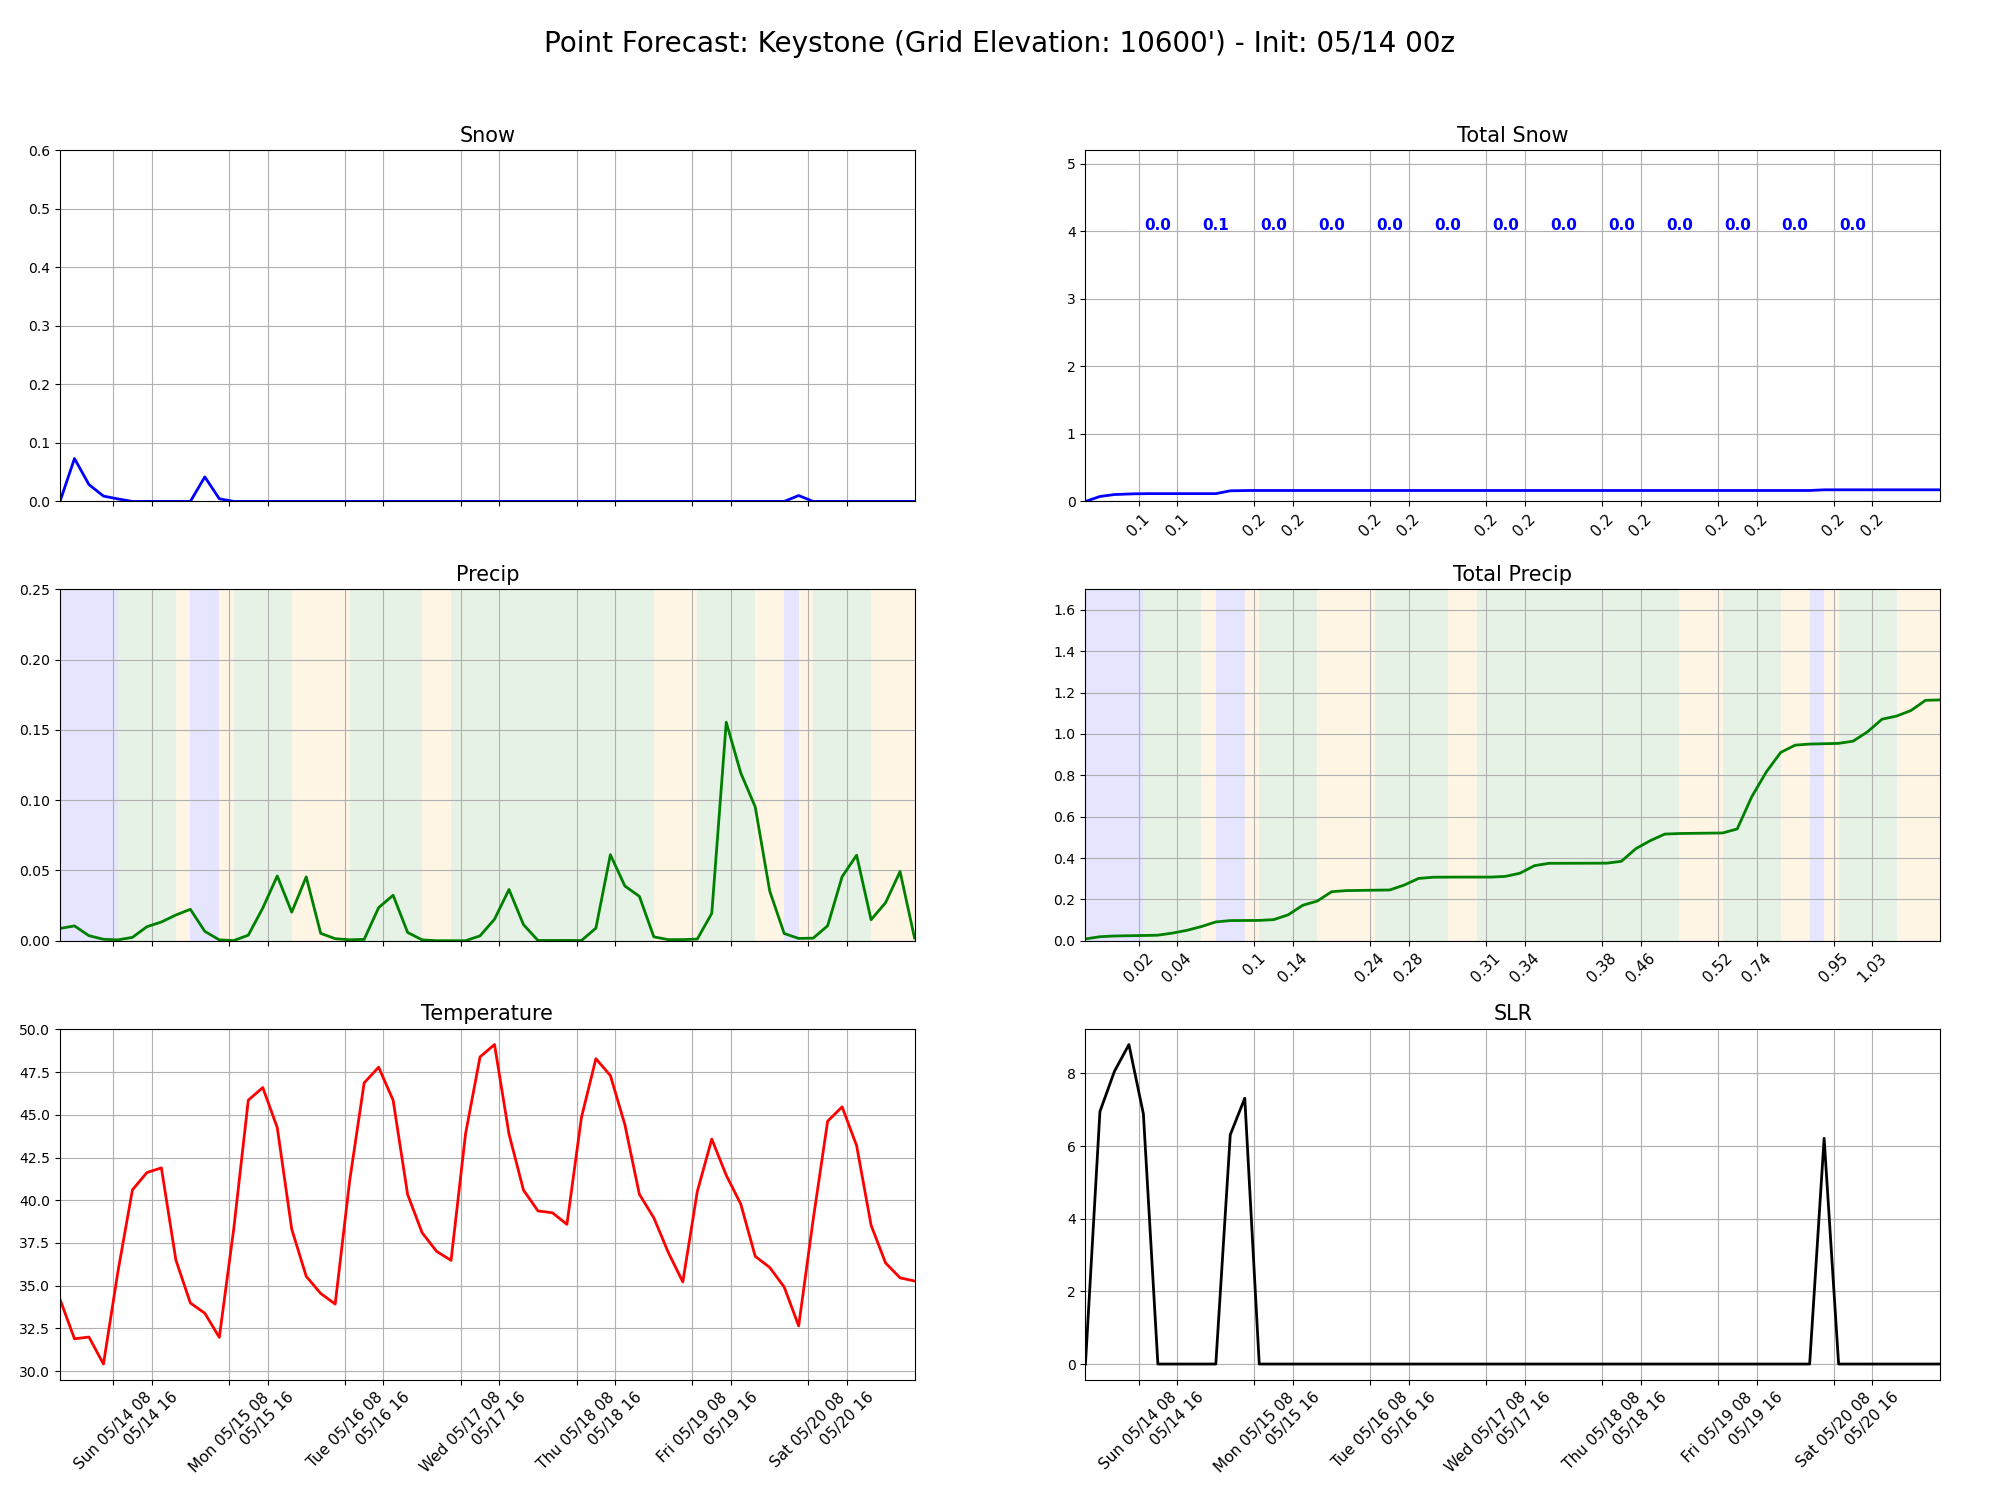 Point Forecast: Keystone (Grid Elevation: 10600') - Init: 05/14 00z
Snow
0.6
0.5
0.4
0.3
0.2
0.1
0.0
Total Snow
5
4
3
2
1
0
0.0 0.1 0.0 0.0 0.0 0.0 0.0 0.0 0.0 0.0 0.0 0.0 0.0
0.1 0.1 0.2 0.2 0.2 0.2 0.2 0.2 0.2 0.2 0.2 0.2 0.2 0.2
Precip
0.25
0.20
0.15
0.10
0.05
0.00
Total Precip
1.6
1.4
1.2
1.0
0.8
0.6
0.4
0.2
0.0
0.02 0.04 0.1 0.14 0.24 0.28 0.31 0.34 0.38 0.46 0.52 0.74 0.95 1.03
Temperature
50.0
47.5
45.0
42.5
40.0
37.5
35.0
32.5
30.0
Sun 05/14 08
05/14 16
Mon 05/15 08
05/15 16
Tue 05/16 08
05/16 16
Wed 05/17 08
05/17 16
Thu 05/18 08
05/18 16
Fri 05/19 08
05/19 16
Sat 05/20 08
05/20 16
SLR
8
6
4
2
0
Sun 05/14 08
05/14 16
Mon 05/15 08
05/15 16
Tue 05/16 08
05/16 16
Wed 05/17 08
05/17 16
Thu 05/18 08
05/18 16
Fri 05/19 08
05/19 16
Sat 05/20 08
05/20 16